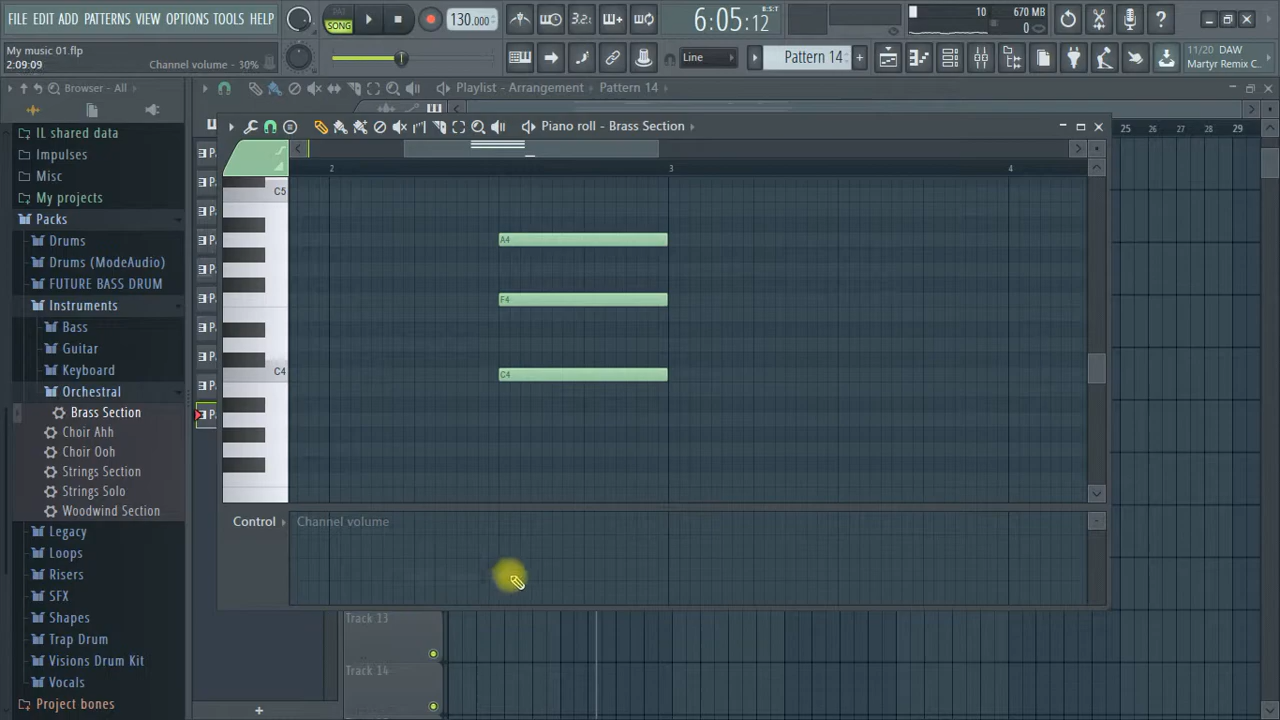 FILE EDIT ADD PATTERNS VIEW OPTIONS TOOLS HELP
SONG
130.000
3.2
6:05:12
B:S:T
10
670 MB
0
My music 01.flp
2:09:09
Channel volume - 30%
Line
Pattern 14
+
11/20 DAW
Martyr Remix C..
Browser - All
Playlist - Arrangement
Pattern 14
Piano roll - Brass Section
IL shared data
Impulses
Misc
My projects
Packs
Drums
Drums (ModeAudio)
FUTURE BASS DRUM
Instruments
Bass
Guitar
Keyboard
Orchestral
Brass Section
Choir Ahh
Choir Ooh
Strings Section
Strings Solo
Woodwind Section
Legacy
Loops
Risers
SFX
Shapes
Trap Drum
Visions Drum Kit
Vocals
Project bones
2
3
4
25 26 27 28 29
C5
A4
F4
C4
C4
Control
Channel volume
Track 13
Track 14
+